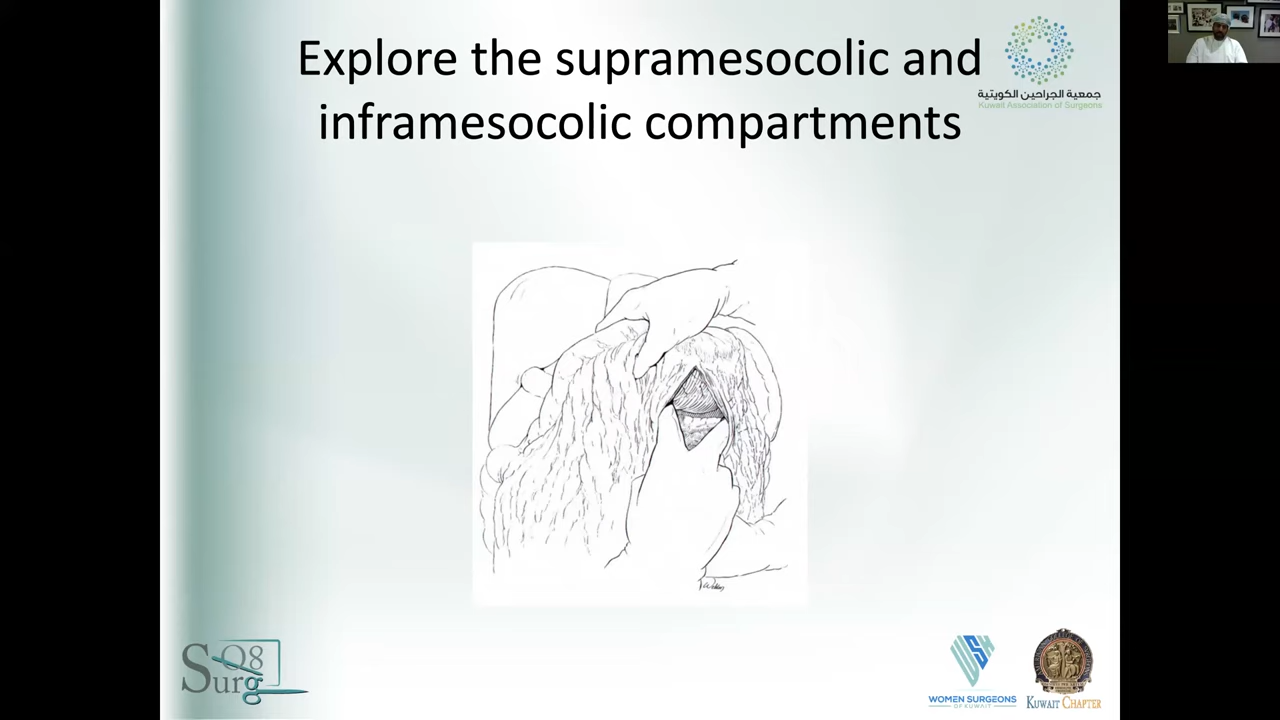 Explore the supramesocolic and
inframesocolic compartments
جمعية الجراحين الكويتية
Kuwait Association of Surgeons
Q8
Surg
WOMEN SURGEONS
OF KUWAIT
KUWAIT CHAPTER